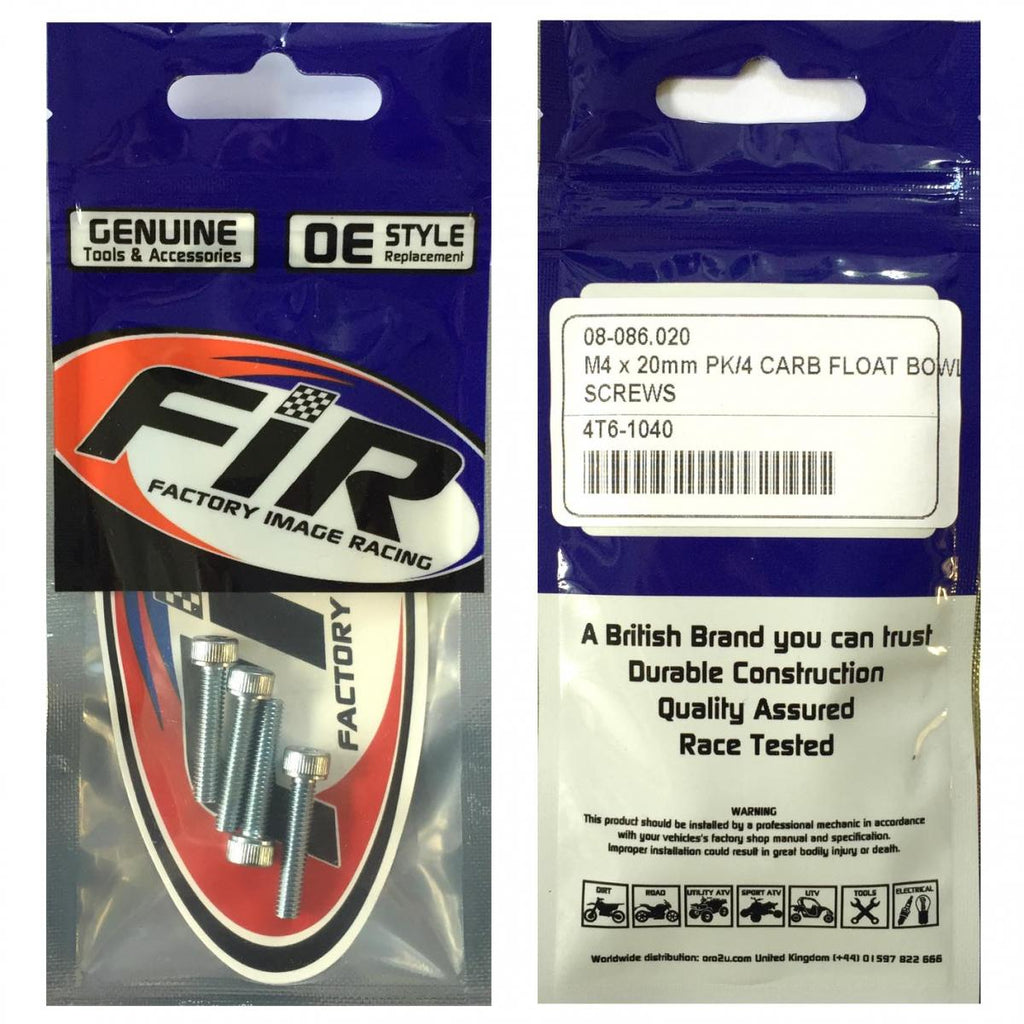 GENUINE
Tools & Accessories
OE STYLE
Replacement
FiR
FACTORY IMAGE RACING
FACTORY
08-086.020
M4 x 20mm PK/4 CARB FLOAT BOWL
SCREWS
4T6-1040
A British Brand you can trust
Durable Construction
Quality Assured
Race Tested
WARNING
This product should be installed by a professional mechanic in accordance
with your vehicles's factory shop manual and specification.
Improper installation could result in great bodily injury or death.
DIRT
ROAD
UTILITY ATV
SPORT ATV
UTV
TOOLS
ELECTRICAL
Worldwide distribution: oro2u.com United Kingdom (+44) 01597 822 666